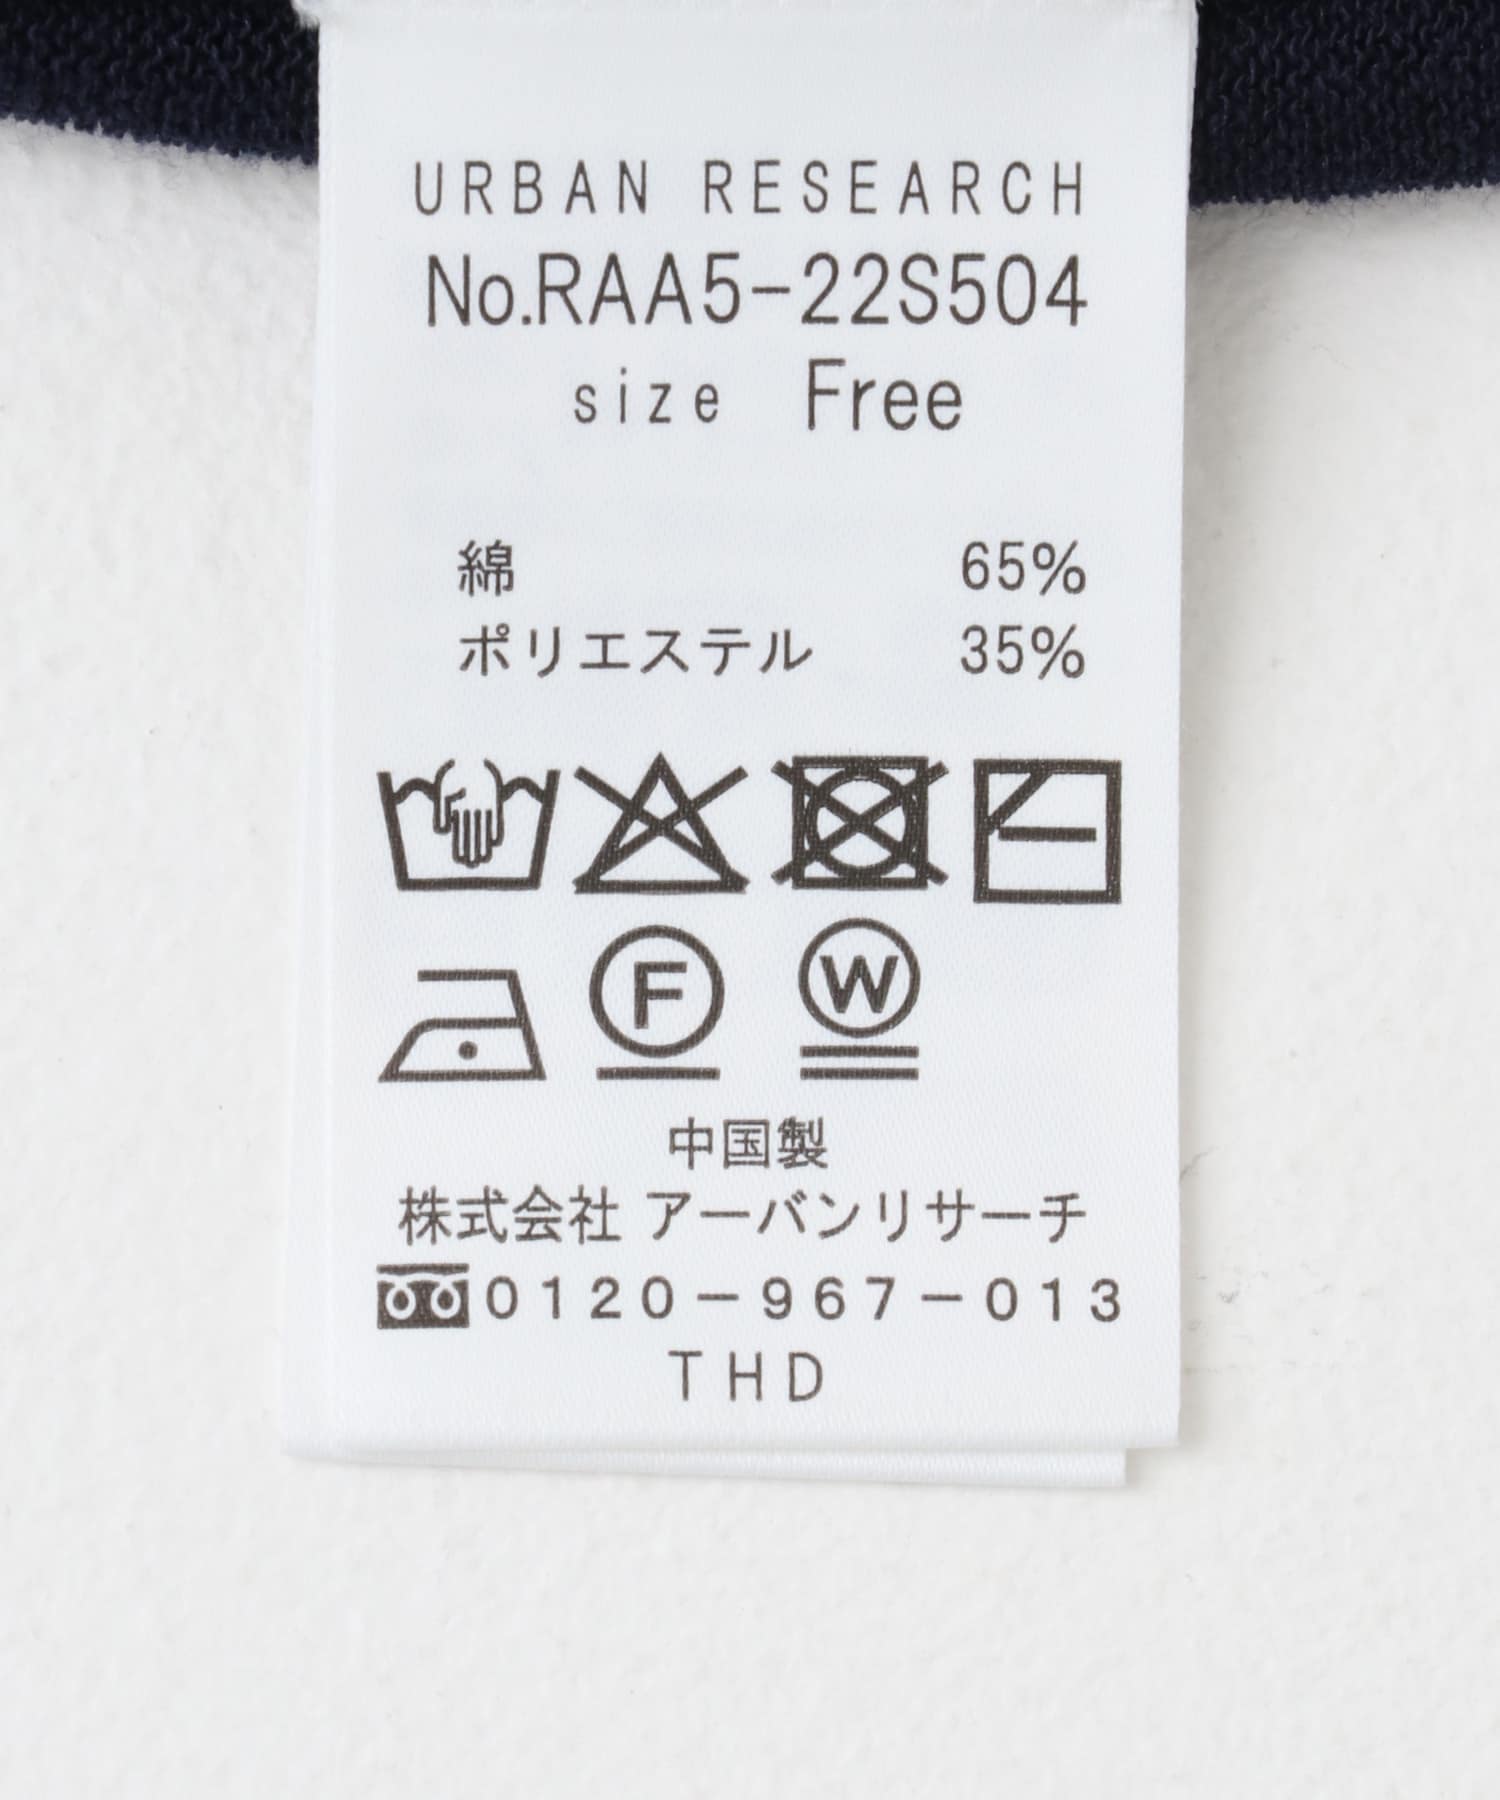 URBAN RESEARCH
No.RAA5-22S504
size Free
綿 65%
ポリエステル 35%
F W
中国製
株式会社 アーバンリサーチ
0120-967-013
THD